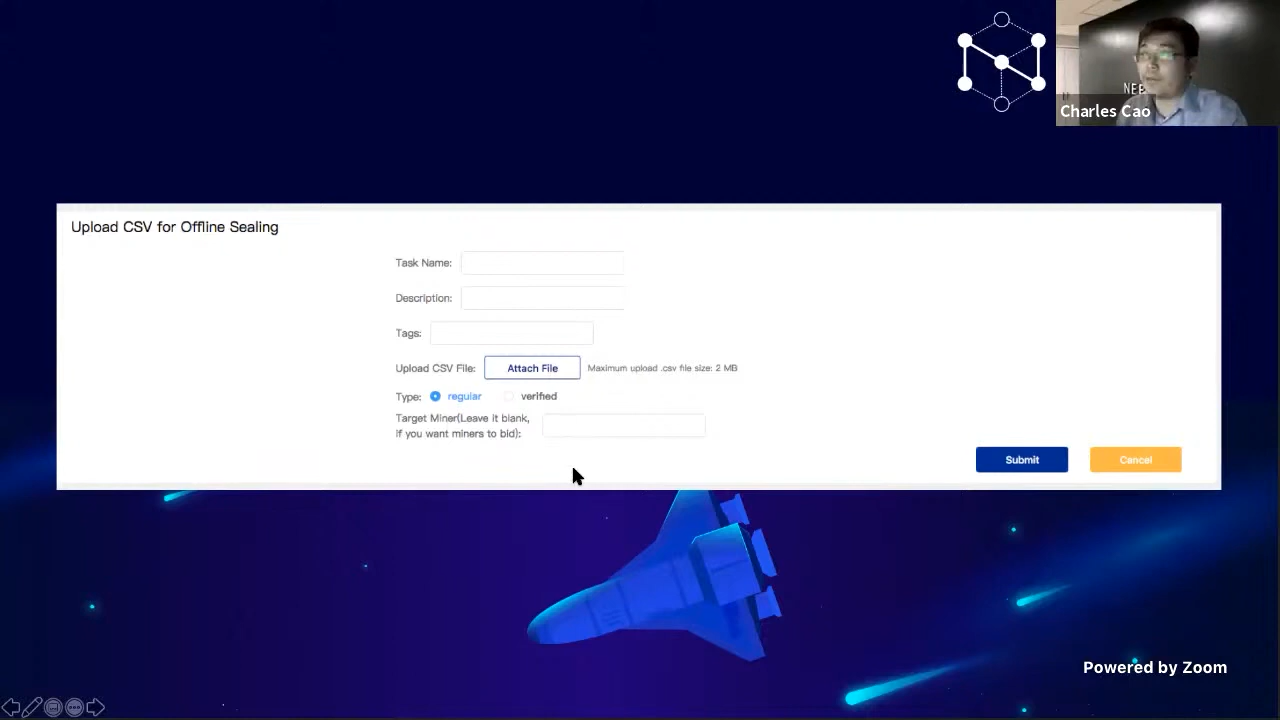 NEB
Charles Cao
Upload CSV for Offline Sealing
Task Name:
Description:
Tags:
Upload CSV File: Attach File Maximum upload .csv file size: 2 MB
Type: regular verified
Target Miner(Leave it blank,
if you want miners to bid):
Submit Cancel
Powered by Zoom